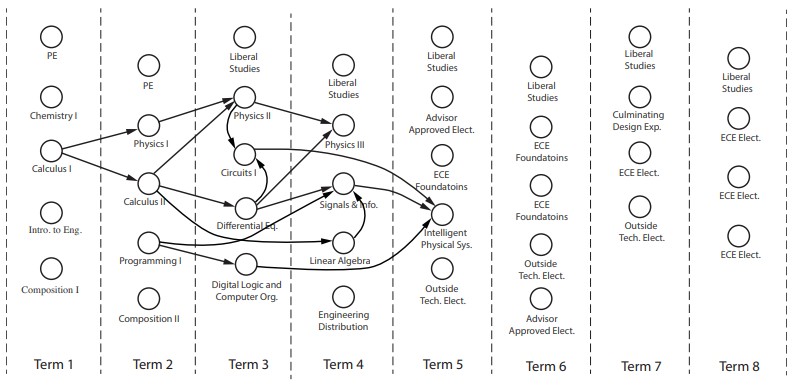 PE
Chemistry I
Calculus I
Intro. to Eng.
Composition I
Term 1
PE
Physics I
Calculus II
Programming I
Composition II
Term 2
Liberal
Studies
Physics II
Circuits I
Differential Eq.
Digital Logic and
Computer Org.
Term 3
Liberal
Studies
Physics III
Signals & Info.
Linear Algebra
Engineering
Distribution
Term 4
Liberal
Studies
Advisor
Approved Elect.
ECE
Foundatoins
Intelligent
Physical Sys.
Outside
Tech. Elect.
Term 5
Liberal
Studies
ECE
Foundatoins
ECE
Foundatoins
Outside
Tech. Elect.
Advisor
Approved Elect.
Term 6
Liberal
Studies
Culminating
Design Exp.
ECE Elect.
Outside
Tech. Elect.
Term 7
Liberal
Studies
ECE Elect.
ECE Elect.
ECE Elect.
Term 8